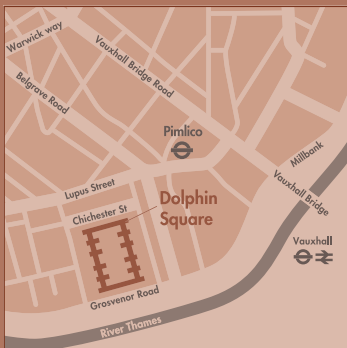 Warwick way
Vauxhall Bridge Road
Belgrave Road
Pimlico
Millbank
Lupus Street
Vauxhall Bridge
Dolphin
Square
Chichester St
Vauxhall
Grosvenor Road
River Thames